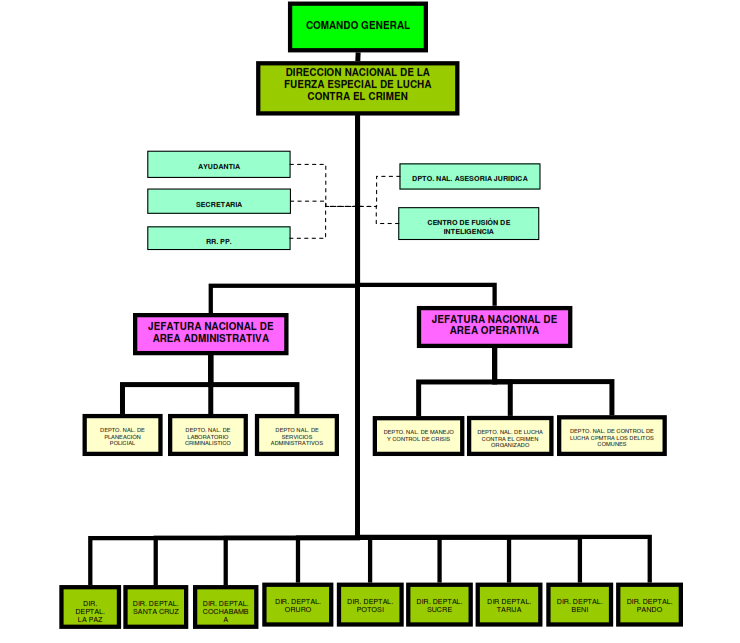 COMANDO GENERAL
DIRECCION NACIONAL DE LA
FUERZA ESPECIAL DE LUCHA
CONTRA EL CRIMEN
AYUDANTIA
SECRETARIA
RR. PP.
DPTO. NAL. ASESORIA JURIDICA
CENTRO DE FUSIÓN DE
INTELIGENCIA
JEFATURA NACIONAL DE
AREA ADMINISTRATIVA
JEFATURA NACIONAL DE
AREA OPERATIVA
DEPTO. NAL. DE
PLANEACION
POLICIAL
DEPTO. NAL. DE
LABORATORIO
CRIMINALISTICO
DEPTO NAL. DE
SERVICIOS
ADMINISTRATIVOS
DEPTO. NAL. DE MANEJO
Y CONTROL DE CRISIS
DEPTO. NAL. DE LUCHA
CONTRA EL CRIMEN
ORGANIZADO
DEPTO. NAL. DE CONTROL DE
LUCHA CPMTRA LOS DELITOS
COMUNES
DIR.
DEPTAL.
LA PAZ
DIR. DEPTAL.
SANTA CRUZ
DIR. DEPTAL.
COCHABAMB
A
DIR. DEPTAL.
ORURO
DIR. DEPTAL.
POTOSI
DIR. DEPTAL.
SUCRE
DIR DEPTAL.
TARIJA
DIR. DEPTAL.
BENI
DIR. DEPTAL.
PANDO